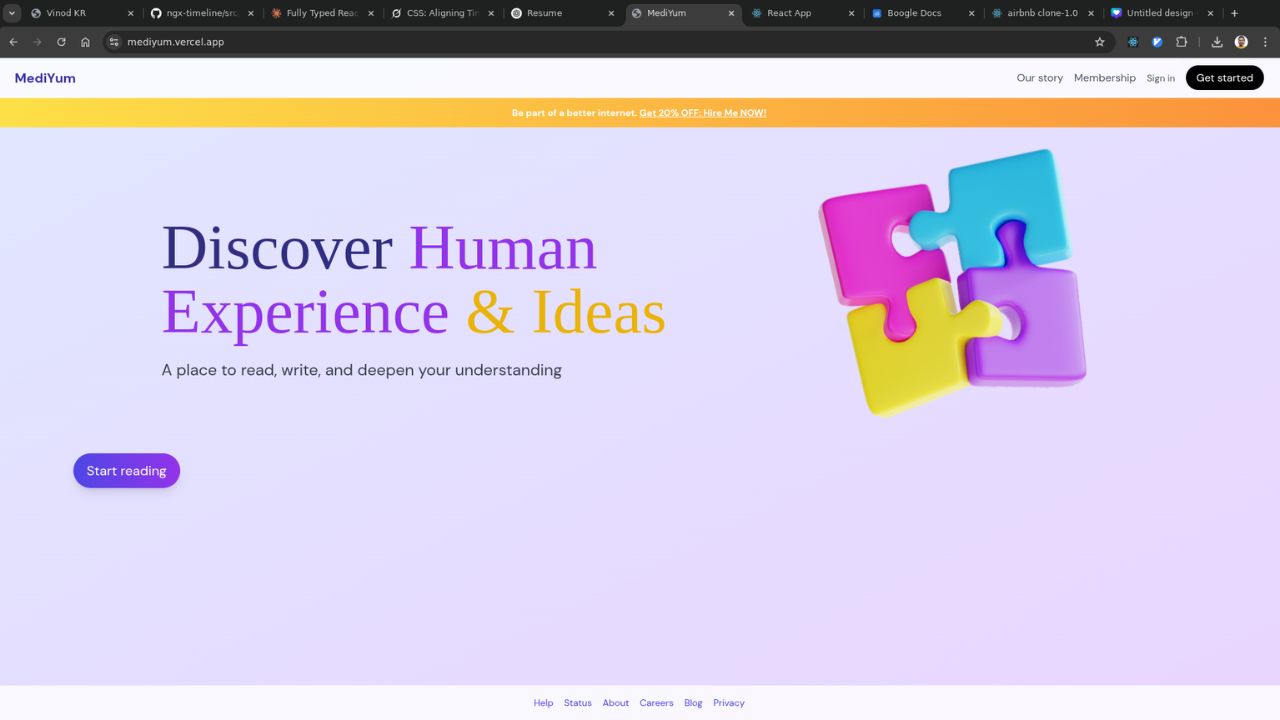 Vinod KR
ngx-timeline/src
Fully Typed Reac
CSS: Aligning Tim
Resume
MediYum
React App
Boogle Docs
airbnb clone-1.0
Untitled design -
mediyum.vercel.app
MediYum
Our story
Membership
Sign in
Get started
Be part of a better internet. Get 20% OFF: Hire Me NOW!
Discover Human
Experience & Ideas
A place to read, write, and deepen your understanding
Start reading
Help
Status
About
Careers
Blog
Privacy